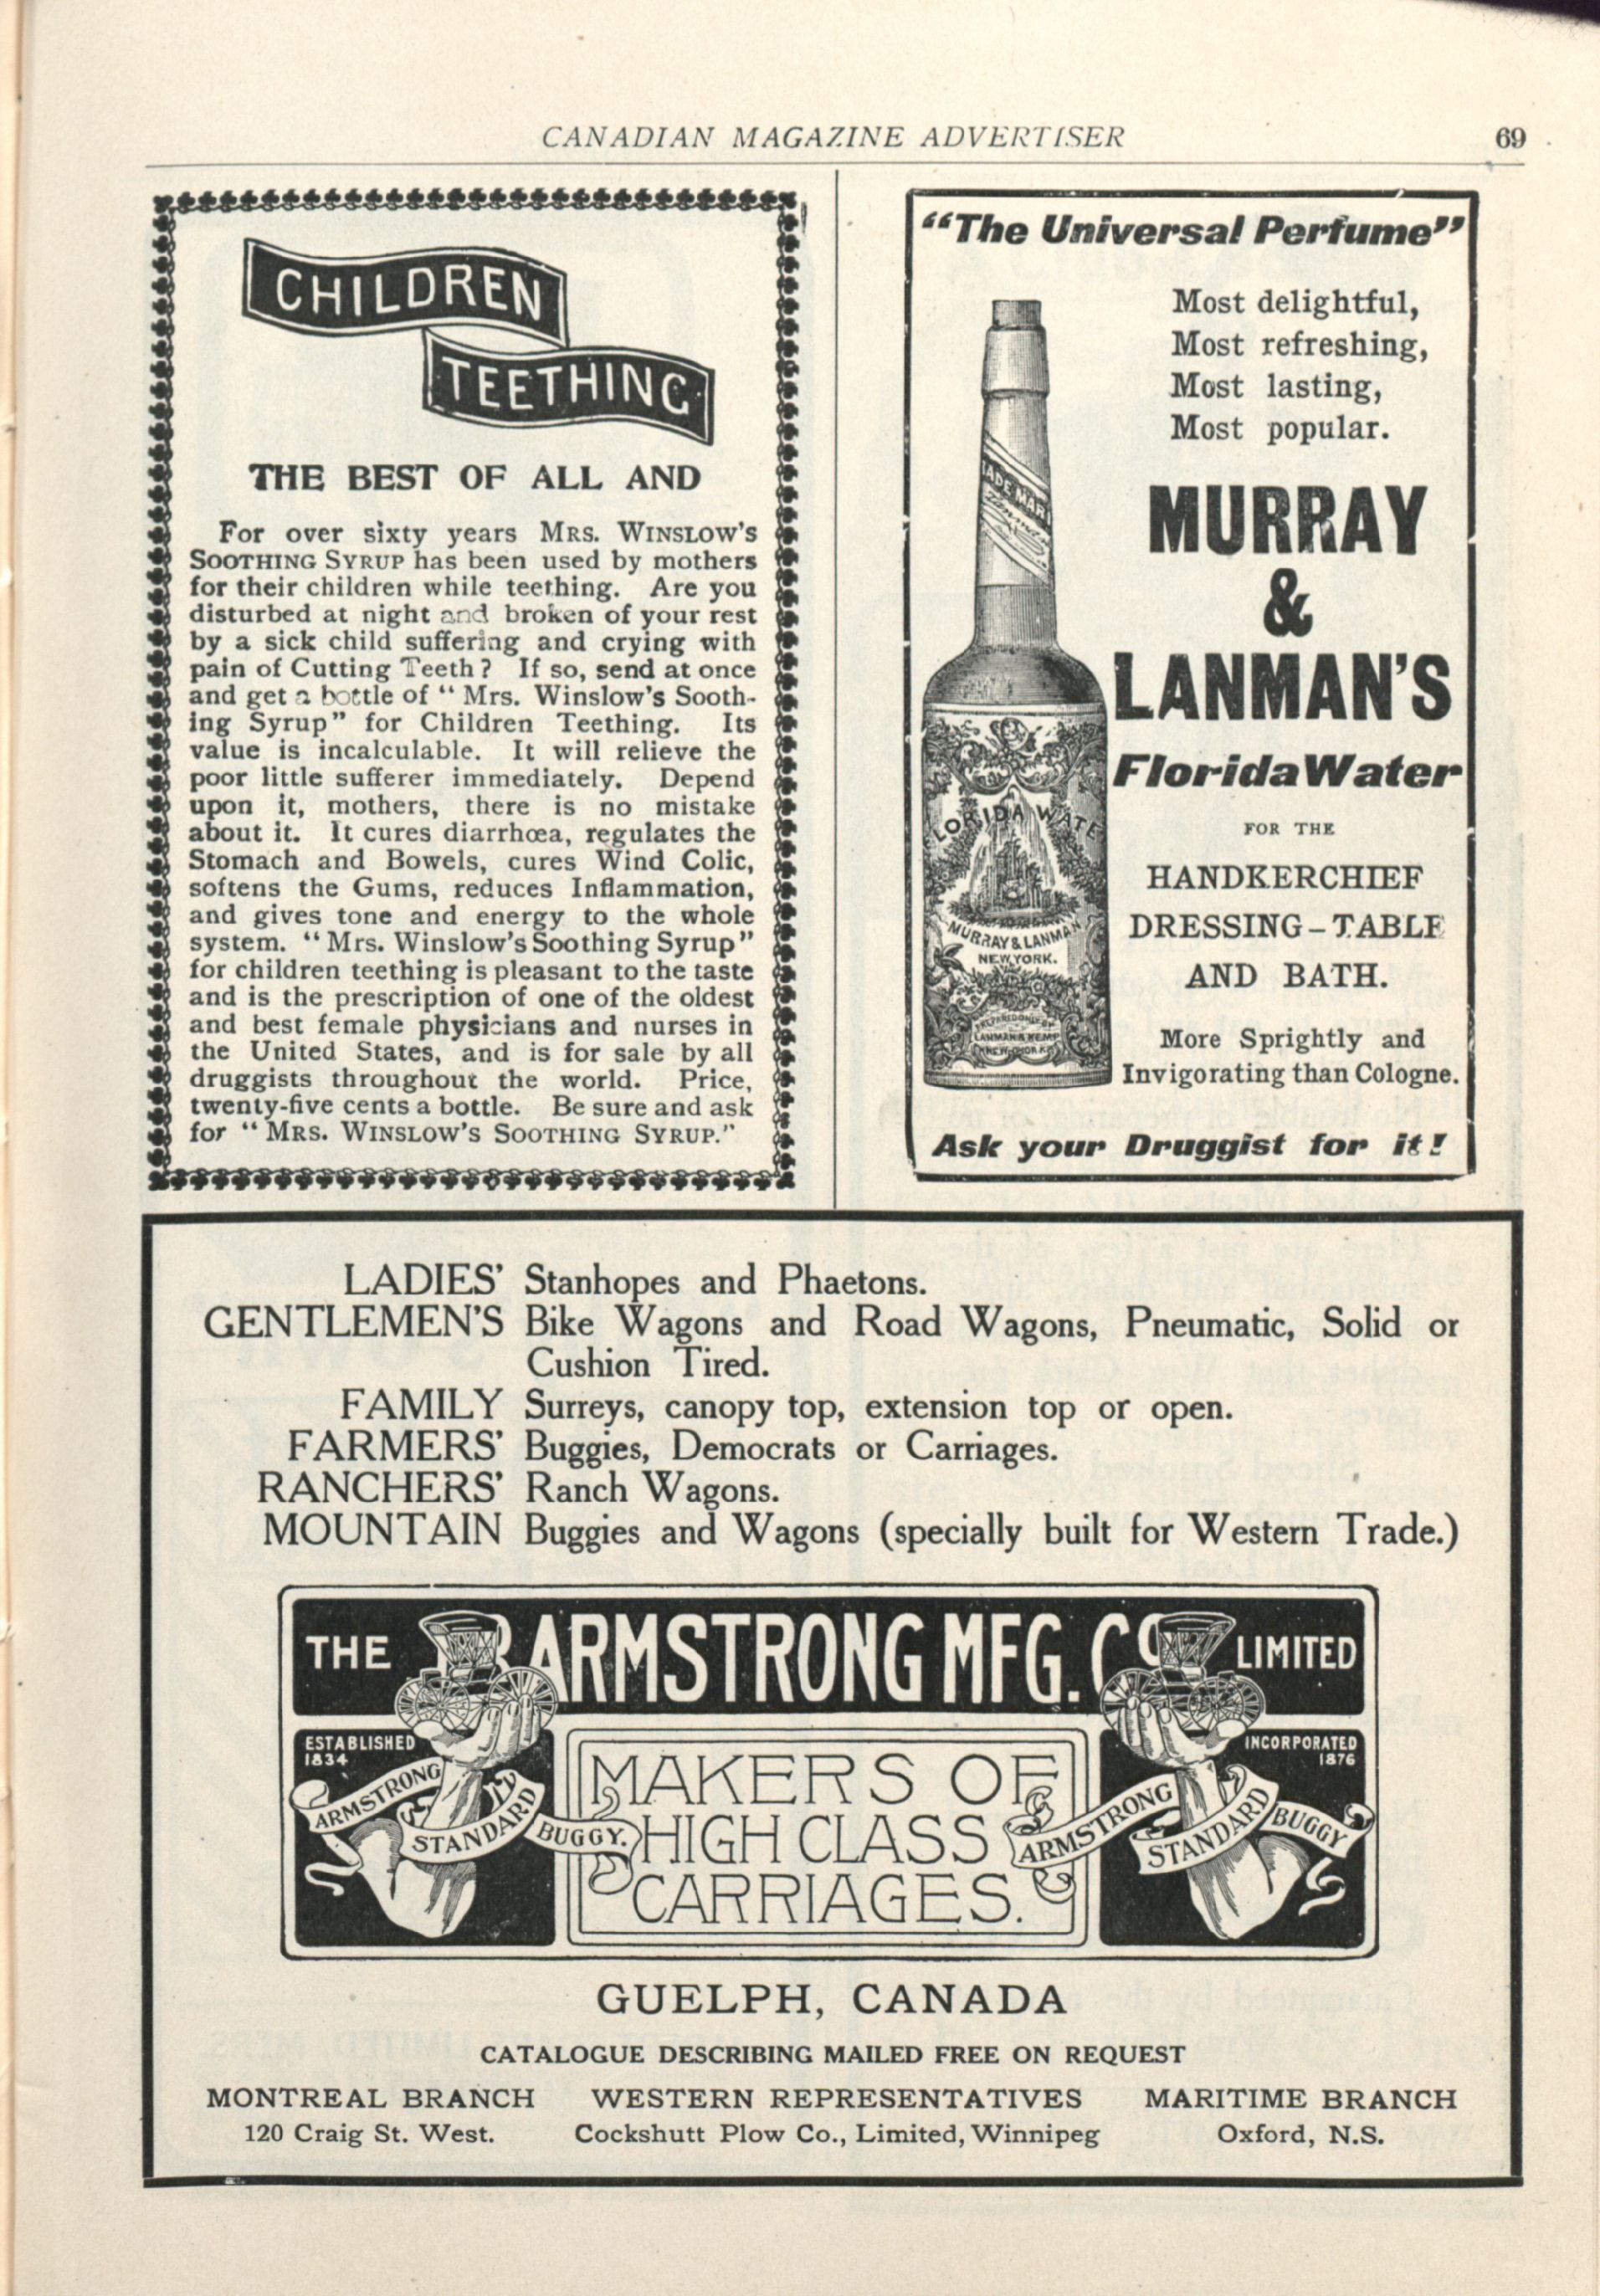 CANADIAN MAGAZINE ADVERTISER
69
CHILDREN
TEETHING
THE BEST OF ALL AND
For over sixty years MRS. WINSLOW'S
SOOTHING SYRUP has been used by mothers
for their children while teething. Are you
disturbed at night and broken of your rest
by a sick child suffering and crying with
pain of Cutting Teeth? If so, send at once
and get a bottle of "Mrs. Winslow's Sooth-
ing Syrup" for Children Teething. Its
value is incalculable. It will relieve the
poor little sufferer immediately. Depend
upon it, mothers, there is no mistake
about it. It cures diarrhœa, regulates the
Stomach and Bowels, cures Wind Colic,
softens the Gums, reduces Inflammation,
and gives tone and energy to the whole
system. "Mrs. Winslow's Soothing Syrup"
for children teething is pleasant to the taste
and is the prescription of one of the oldest
and best female physicians and nurses in
the United States, and is for sale by all
druggists throughout the world. Price,
twenty-five cents a bottle. Be sure and ask
for "MRS. WINSLOW'S SOOTHING SYRUP."
"The Universal Perfume"
Most delightful,
Most refreshing,
Most lasting,
Most popular.
MURRAY
&
LANMAN'S
Florida Water
FOR THE
HANDKERCHIEF
DRESSING-TABLE
AND BATH.
More Sprightly and
Invigorating than Cologne.
Ask your Druggist for it!
ADE MAR
LORIDA WATE
MURRAY & LANMAN
NEW YORK.
PREPARED ONLY BY
LANMAN & KEMP
NEW YORK
LADIES' Stanhopes and Phaetons.
GENTLEMEN'S Bike Wagons and Road Wagons, Pneumatic, Solid or
Cushion Tired.
FAMILY Surreys, canopy top, extension top or open.
FARMERS' Buggies, Democrats or Carriages.
RANCHERS' Ranch Wagons.
MOUNTAIN Buggies and Wagons (specially built for Western Trade.)
THE ARMSTRONG MFG. CO LIMITED
ESTABLISHED
1834
ARMSTRONG
STANDARD
BUGGY.
MAKERS OF
HIGH CLASS
CARRIAGES.
INCORPORATED
1876
ARMSTRONG
STANDARD
BUGGY
GUELPH, CANADA
CATALOGUE DESCRIBING MAILED FREE ON REQUEST
MONTREAL BRANCH WESTERN REPRESENTATIVES MARITIME BRANCH
120 Craig St. West. Cockshutt Plow Co., Limited, Winnipeg Oxford, N.S.